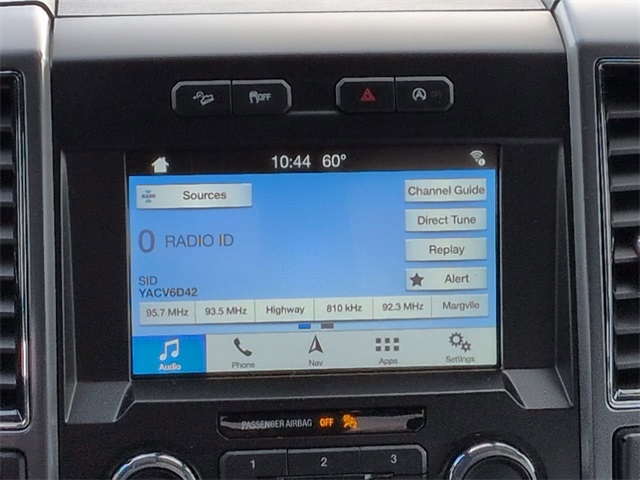 OFF
10:44 60°
Sources
Channel Guide
Direct Tune
0 RADIO ID
Replay
SID
YACV6D42
Alert
95.7 MHz 93.5 MHz Highway 810 kHz 92.3 MHz Margvlle
Audio Phone Nav Apps Settings
PASSENGER AIRBAG OFF
1 2 3